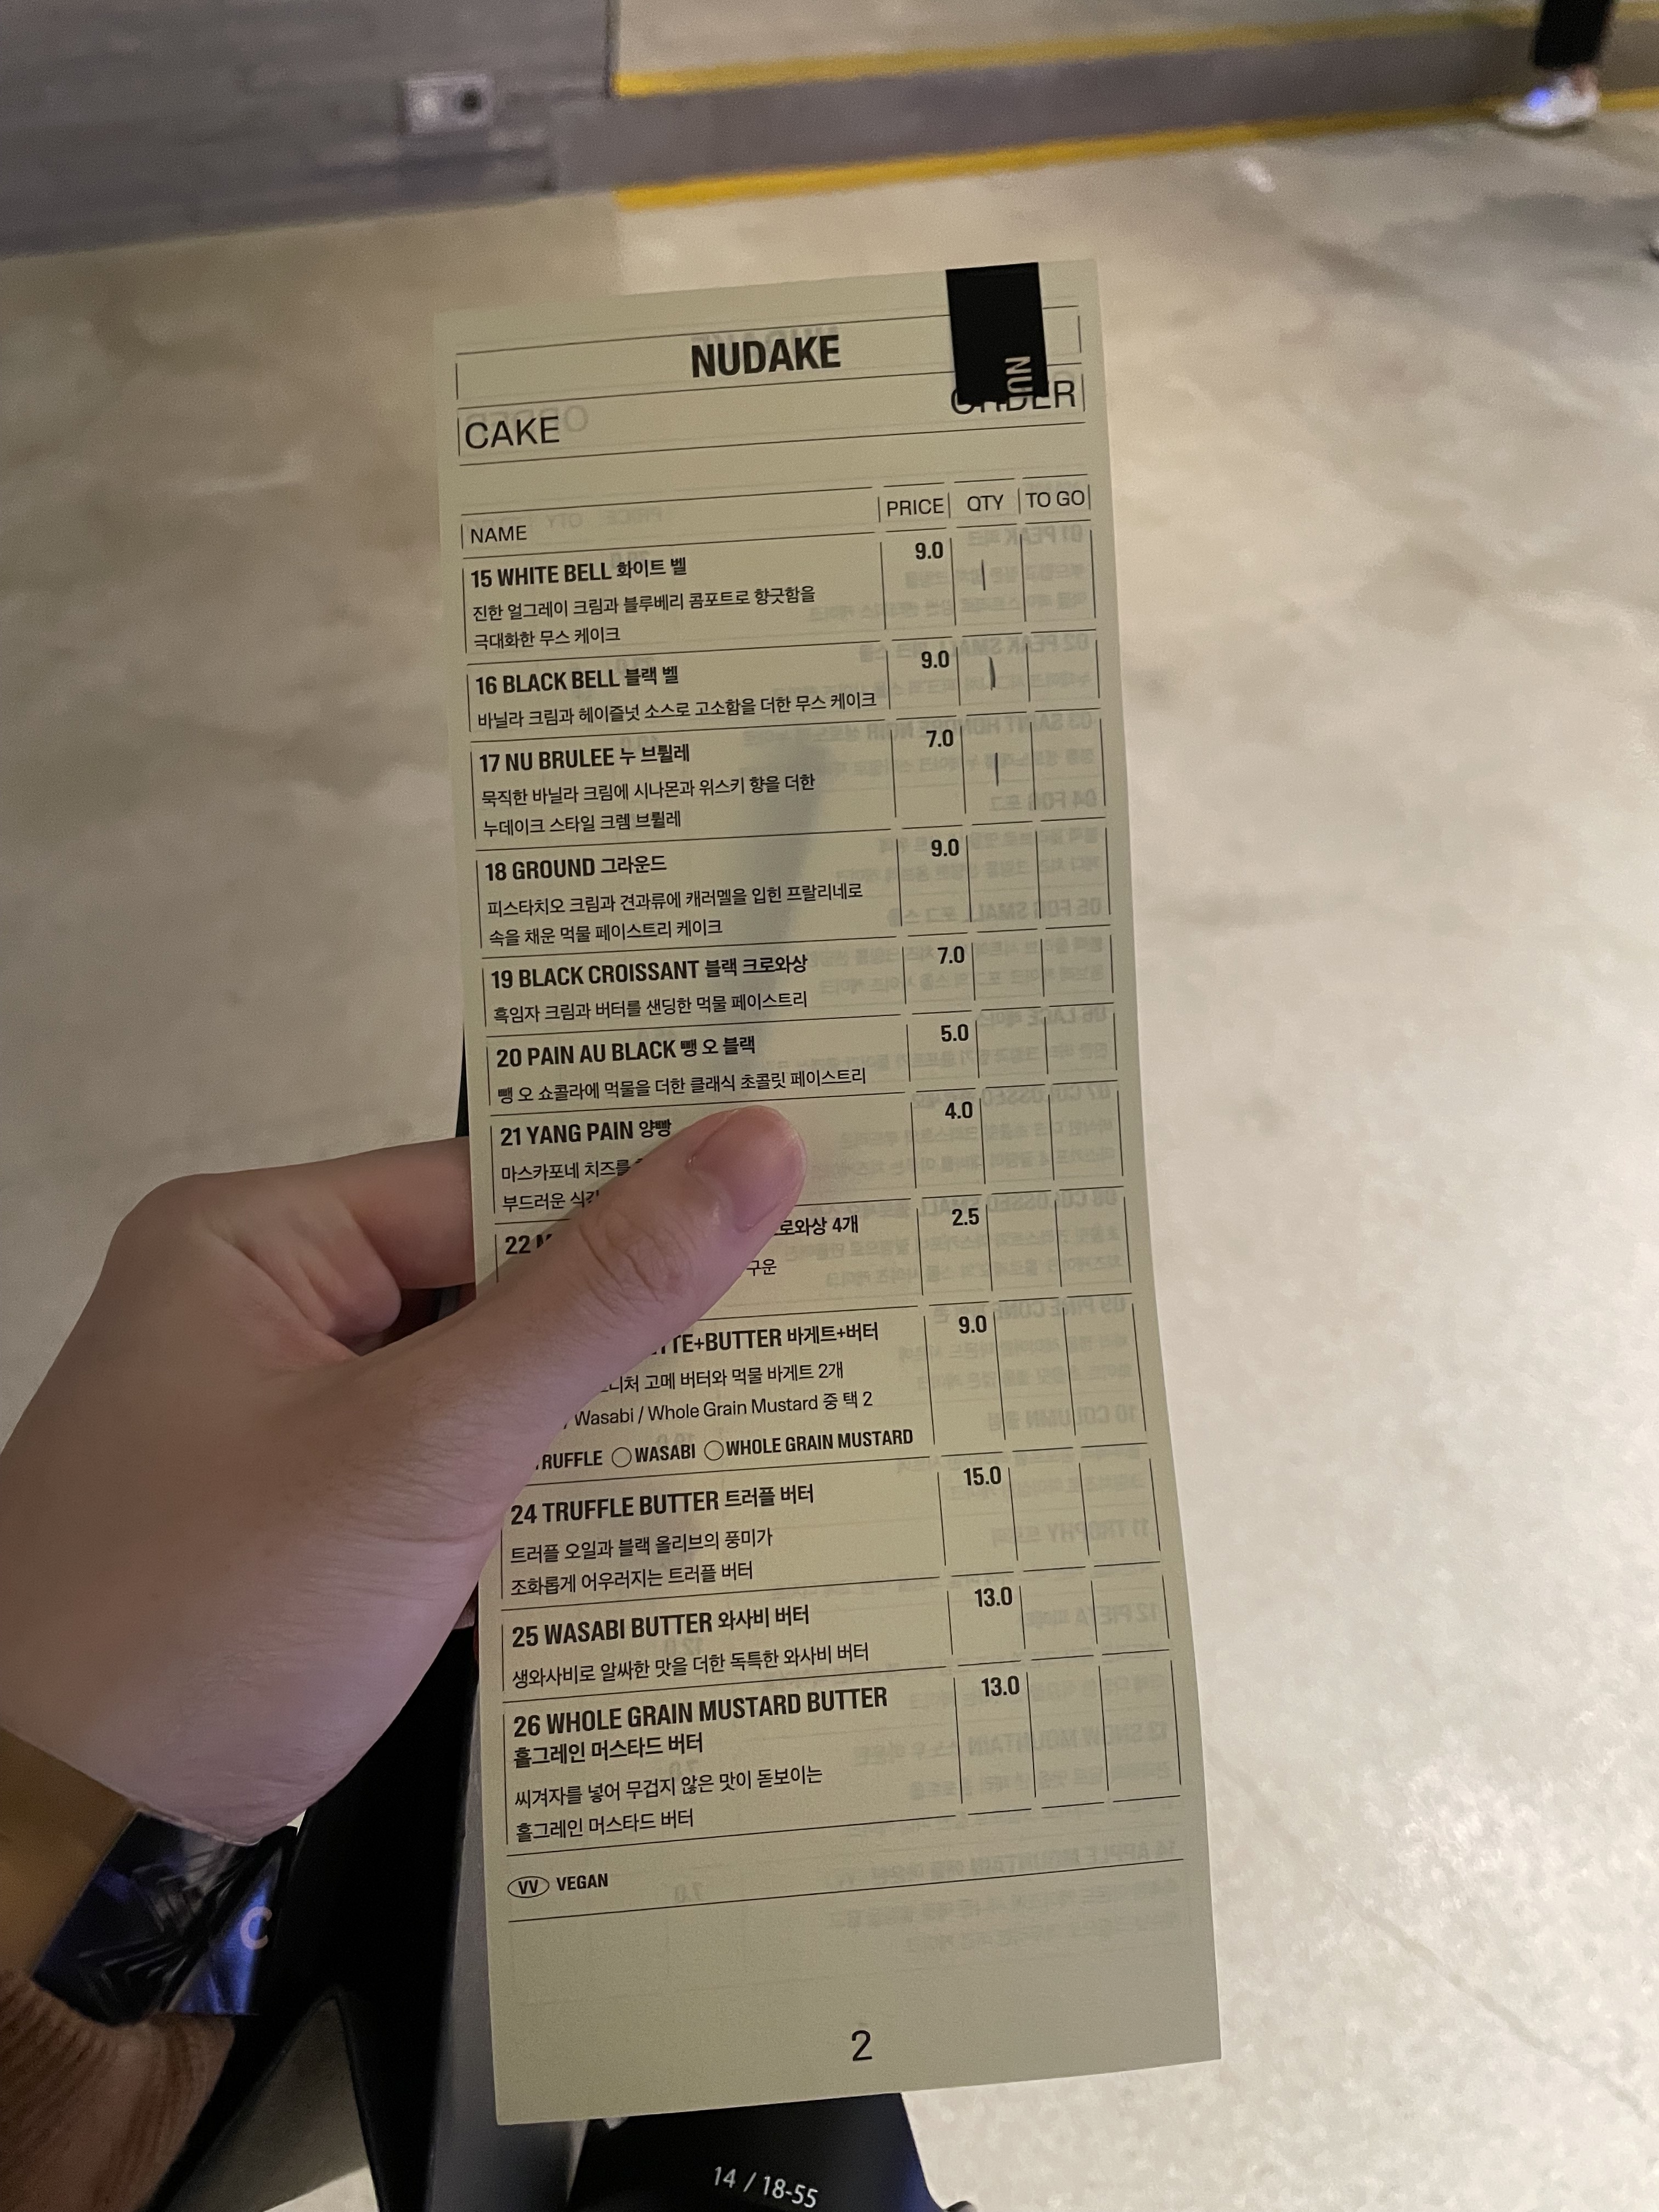 NUDAKE
NU
CAKE
ORDER
NAME PRICE QTY TO GO
15 WHITE BELL 화이트 벨 9.0
진한 얼그레이 크림과 블루베리 콤포트로 향긋함을
극대화한 무스 케이크
16 BLACK BELL 블랙 벨 9.0
바닐라 크림과 헤이즐넛 소스로 고소함을 더한 무스 케이크
17 NU BRULEE 누 브륄레 7.0
묵직한 바닐라 크림에 시나몬과 위스키 향을 더한
누데이크 스타일 크렘 브륄레
18 GROUND 그라운드 9.0
피스타치오 크림과 견과류에 캐러멜을 입힌 프랄리네로
속을 채운 먹물 페이스트리 케이크
19 BLACK CROISSANT 블랙 크로와상 7.0
흑임자 크림과 버터를 샌딩한 먹물 페이스트리
20 PAIN AU BLACK 뺑 오 블랙 5.0
뺑 오 쇼콜라에 먹물을 더한 클래식 초콜릿 페이스트리
21 YANG PAIN 양빵 4.0
마스카포네 치즈를
부드러운
22 로와상 4개 2.5
구운
TTE+BUTTER 바게트+버터 9.0
니처 고메 버터와 먹물 바게트 2개
/ Wasabi / Whole Grain Mustard 중 택 2
RUFFLE WASABI WHOLE GRAIN MUSTARD
24 TRUFFLE BUTTER 트러플 버터 15.0
트러플 오일과 블랙 올리브의 풍미가
조화롭게 어우러지는 트러플 버터
25 WASABI BUTTER 와사비 버터 13.0
생와사비로 알싸한 맛을 더한 독특한 와사비 버터
26 WHOLE GRAIN MUSTARD BUTTER 13.0
홀그레인 머스타드 버터
씨겨자를 넣어 무겁지 않은 맛이 돋보이는
홀그레인 머스타드 버터
VV VEGAN
2
C
14 / 18-55